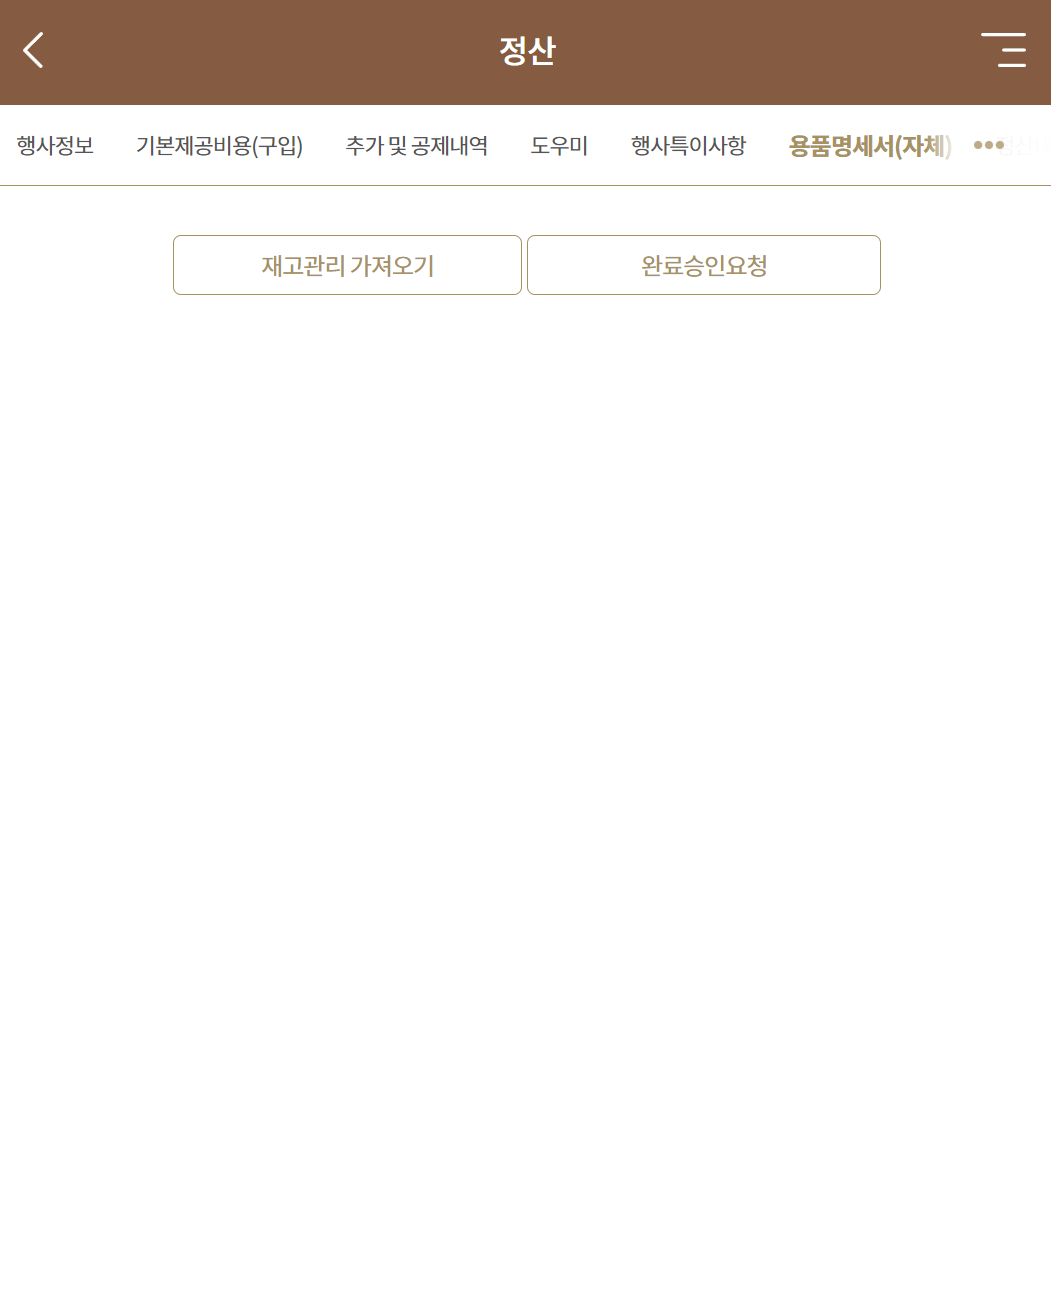 정산
행사정보 기본제공비용(구입) 추가 및 공제내역 도우미 행사특이사항 용품명세서(자체)
재고관리 가져오기 완료승인요청